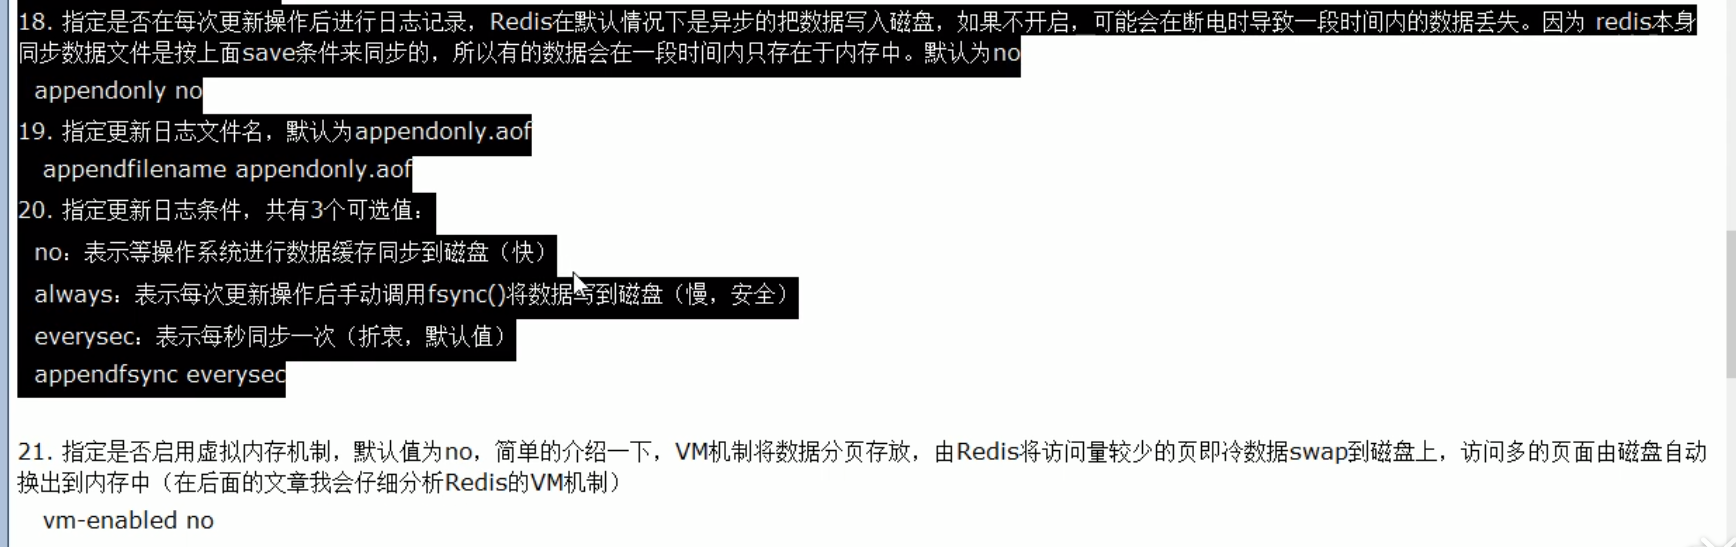 18. 指定是否在每次更新操作后进行日志记录，Redis在默认情况下是异步的把数据写入磁盘，如果不开启，可能会在断电时导致一段时间内的数据丢失。因为 redis本身
同步数据文件是按上面save条件来同步的，所以有的数据会在一段时间内只存在于内存中。默认为no
appendonly no
19. 指定更新日志文件名，默认为appendonly.aof
appendfilename appendonly.aof
20. 指定更新日志条件，共有3个可选值：
no：表示等操作系统进行数据缓存同步到磁盘（快）
always：表示每次更新操作后手动调用fsync()将数据写到磁盘（慢，安全）
everysec：表示每秒同步一次（折衷，默认值）
appendfsync everysec
21. 指定是否启用虚拟内存机制，默认值为no，简单的介绍一下，VM机制将数据分页存放，由Redis将访问量较少的页即冷数据swap到磁盘上，访问多的页面由磁盘自动
换出到内存中（在后面的文章我会仔细分析Redis的VM机制）
vm-enabled no